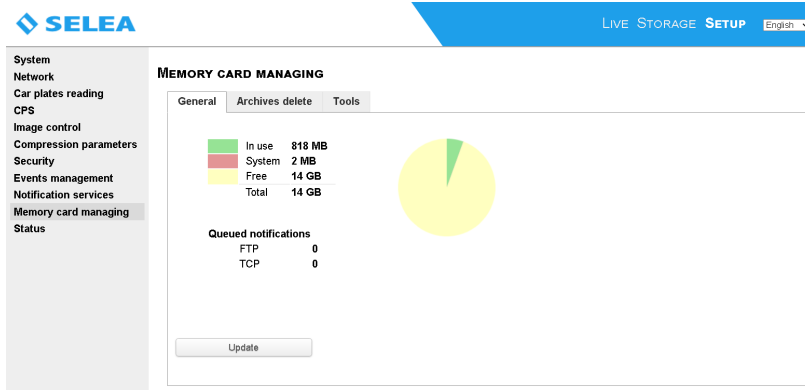 SELEA
LIVE STORAGE SETUP English
System
Network
Car plates reading
CPS
Image control
Compression parameters
Security
Events management
Notification services
Memory card managing
Status
MEMORY CARD MANAGING
General Archives delete Tools
In use 818 MB
System 2 MB
Free 14 GB
Total 14 GB
Queued notifications
FTP 0
TCP 0
Update